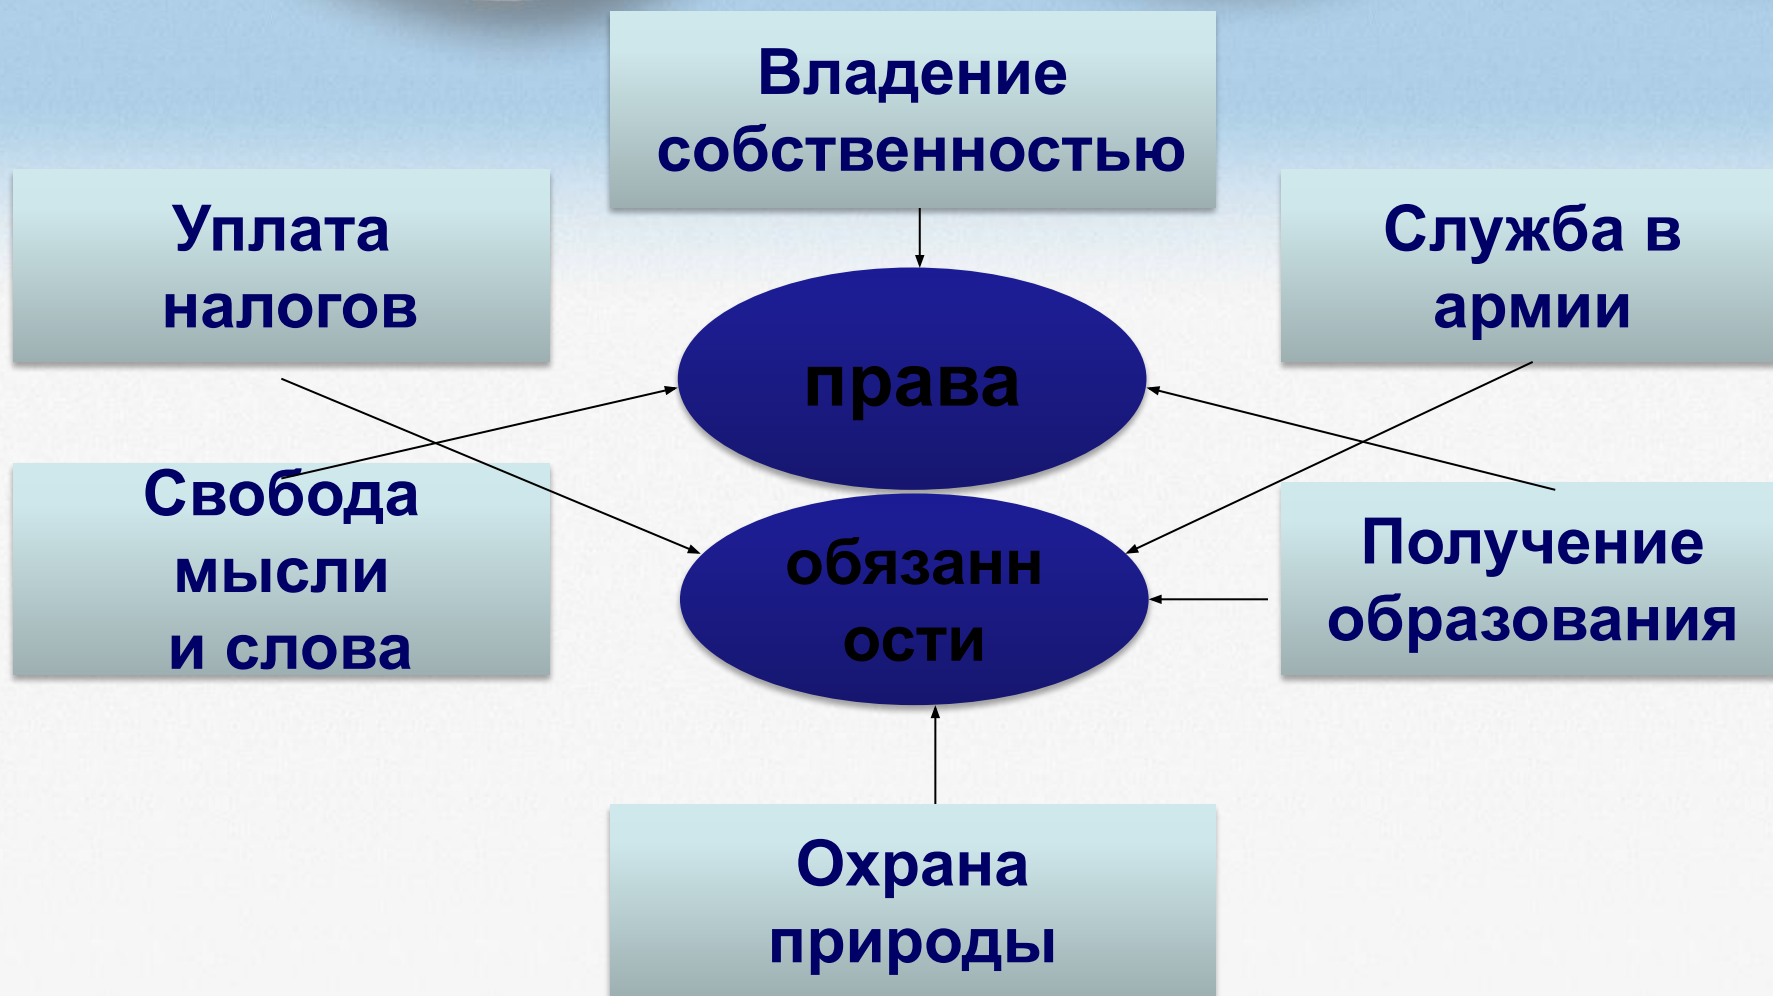 Владение
собственностью
Уплата
налогов
Служба в
армии
права
Свобода
мысли
и слова
обязанн
ости
Получение
образования
Охрана
природы